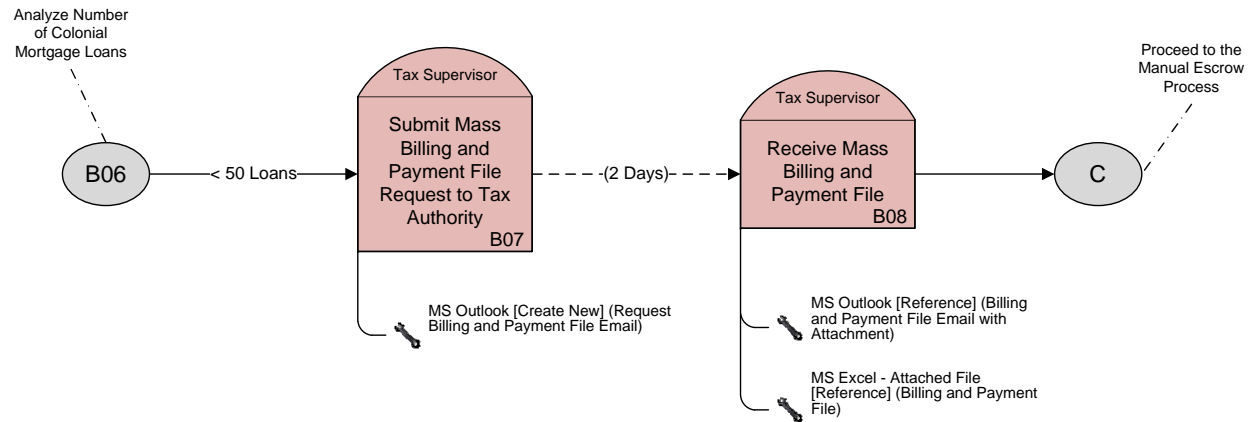 Analyze Number
of Colonial
Mortgage Loans
B06
< 50 Loans
Tax Supervisor
Submit Mass
Billing and
Payment File
Request to Tax
Authority
B07
MS Outlook [Create New] (Request
Billing and Payment File Email)
(2 Days)
Tax Supervisor
Receive Mass
Billing and
Payment File
B08
MS Outlook [Reference] (Billing
and Payment File Email with
Attachment)
MS Excel - Attached File
[Reference] (Billing and Payment
File)
Proceed to the
Manual Escrow
Process
C